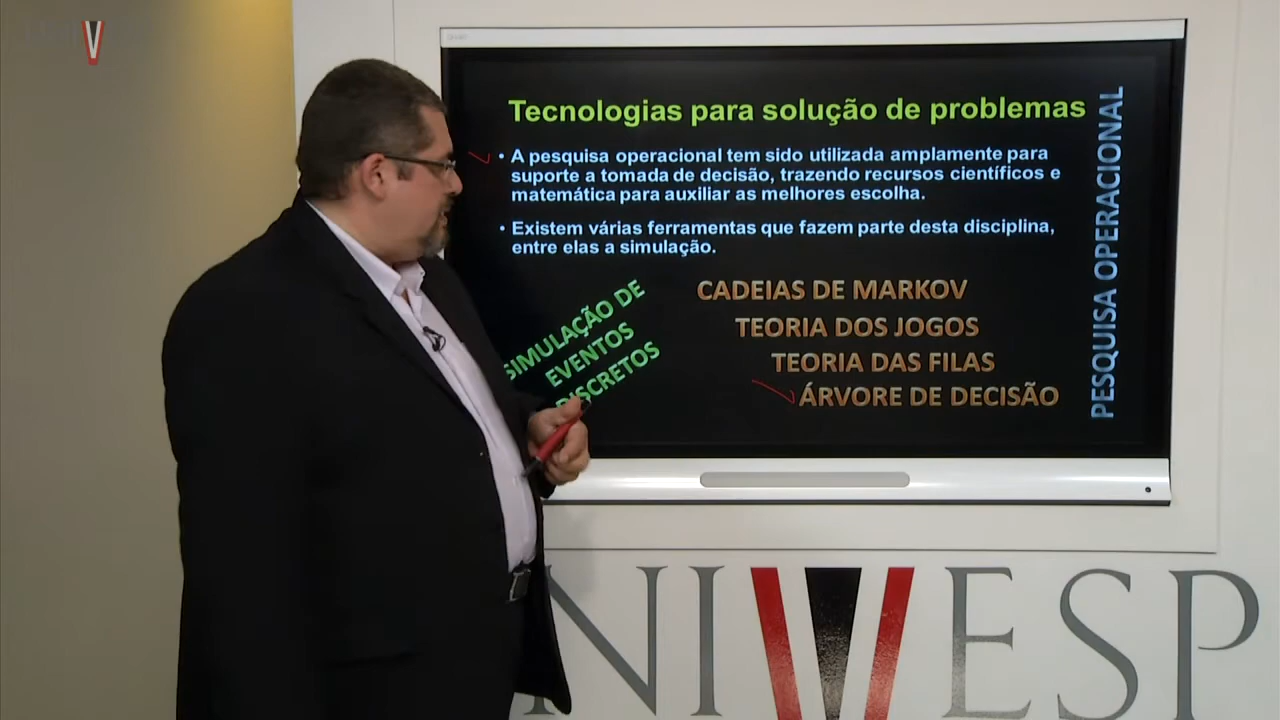 Tecnologias para solução de problemas
• A pesquisa operacional tem sido utilizada amplamente para
suporte a tomada de decisão, trazendo recursos científicos e
matemática para auxiliar as melhores escolha.
• Existem várias ferramentas que fazem parte desta disciplina,
entre elas a simulação.
SIMULAÇÃO DE
EVENTOS
DISCRETOS
CADEIAS DE MARKOV
TEORIA DOS JOGOS
TEORIA DAS FILAS
ÁRVORE DE DECISÃO
PESQUISA OPERACIONAL
NIVESP